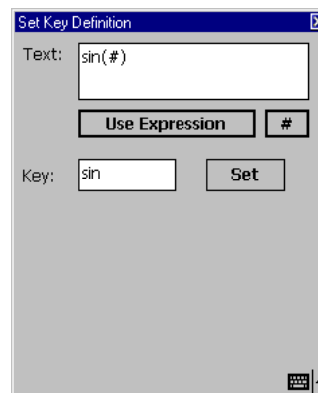 Set Key Definition
Text: sin(#)
Use Expression #
Key: sin Set